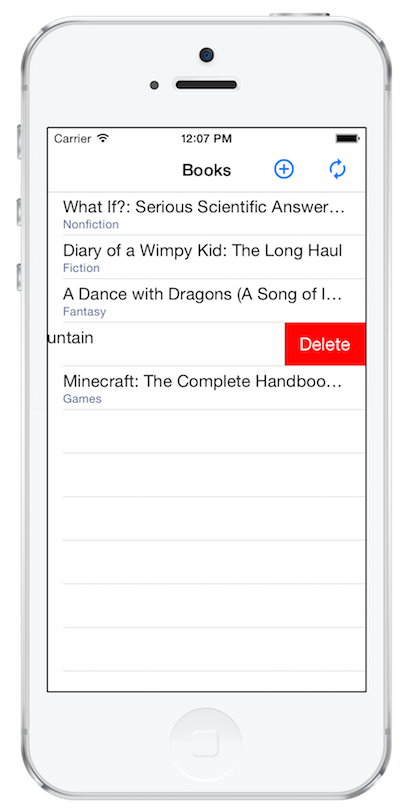 Carrier 12:07 PM
Books
What If?: Serious Scientific Answer...
Nonfiction
Diary of a Wimpy Kid: The Long Haul
Fiction
A Dance with Dragons (A Song of I...
Fantasy
untain Delete
Minecraft: The Complete Handboo...
Games